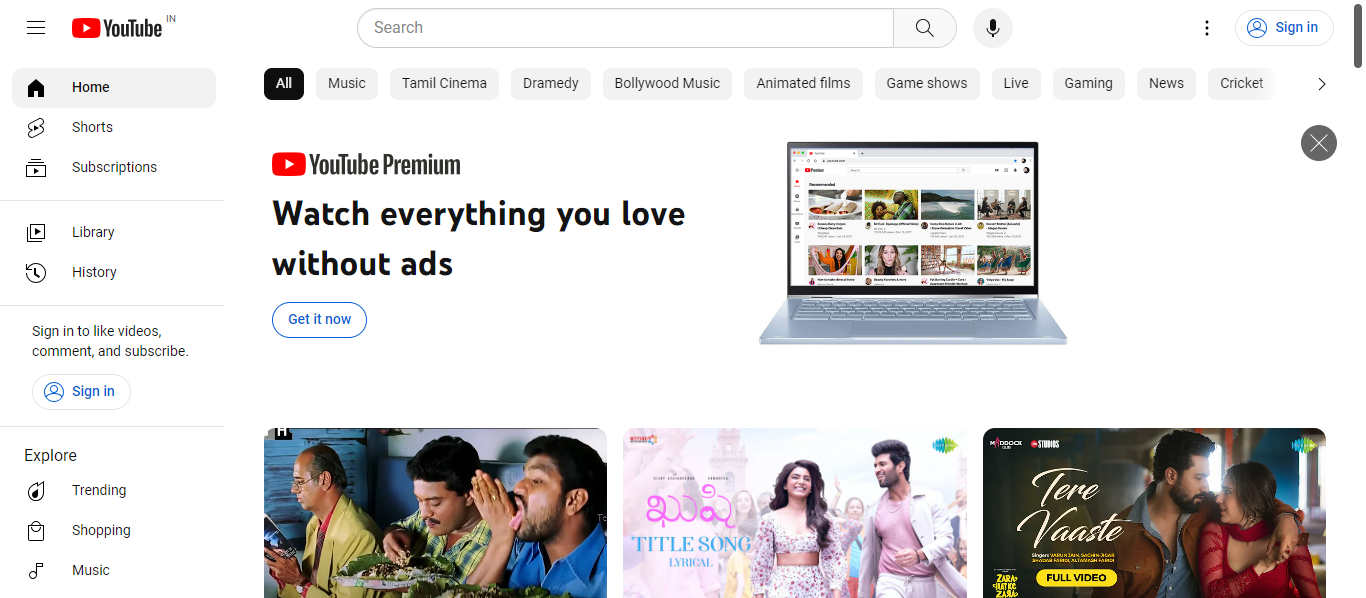 YouTube IN
Search
Sign in
Home
Shorts
Subscriptions
Library
History
Sign in to like videos,
comment, and subscribe.
Sign in
Explore
Trending
Shopping
Music
All
Music
Tamil Cinema
Dramedy
Bollywood Music
Animated films
Game shows
Live
Gaming
News
Cricket
YouTube Premium
Watch everything you love
without ads
Get it now
Premium
Recommended
H
ఖుషి
TITLE SONG
LYRICAL
MADDOCK
STUDIOS
Tere
Vaaste
Singers VARUN JAIN, SACHIN-JIGAR
SHADAB FARIDI, ALTAMASH FARIDI
FULL VIDEO
ZARA
HATKE
ZARA